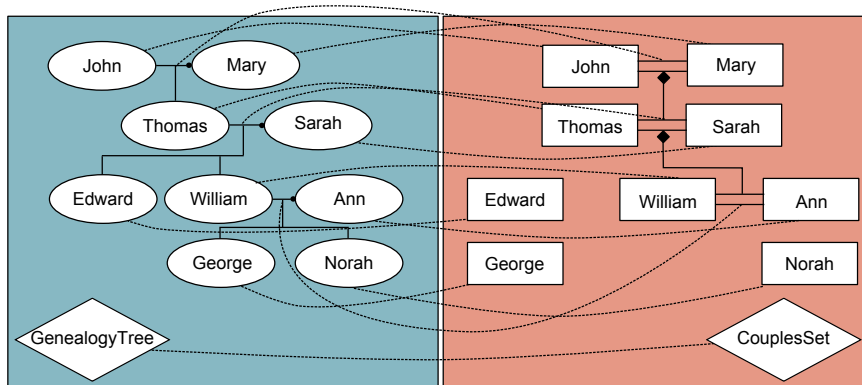 John
Mary
Thomas
Sarah
Edward
William
Ann
George
Norah
GenealogyTree
John
Mary
Thomas
Sarah
Edward
William
Ann
George
Norah
CouplesSet